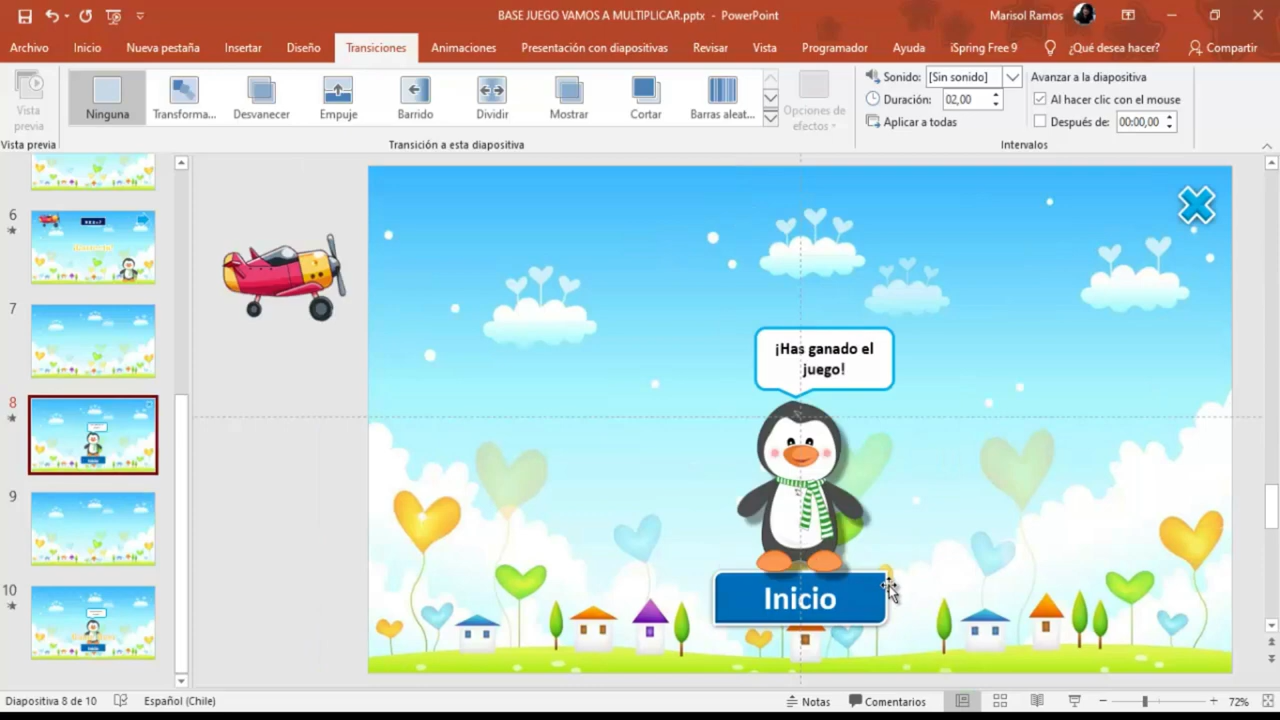 BASE JUEGO VAMOS A MULTIPLICAR.pptx - PowerPoint
Marisol Ramos
Archivo Inicio Nueva pestaña Insertar Diseño Transiciones Animaciones Presentación con diapositivas Revisar Vista Programador Ayuda iSpring Free 9 ¿Qué desea hacer? Compartir
Vista previa
Ninguna Transforma... Desvanecer Empuje Barrido Dividir Mostrar Cortar Barras aleat...
Opciones de efectos
Sonido: [Sin sonido]
Duración: 02,00
Aplicar a todas
Avanzar a la diapositiva
Al hacer clic con el mouse
Después de: 00:00,00
Vista previa Transición a esta diapositiva Intervalos
6
7
8
9
10
¡Has ganado el
juego!
Inicio
Diapositiva 8 de 10 Español (Chile) Notas Comentarios 72%